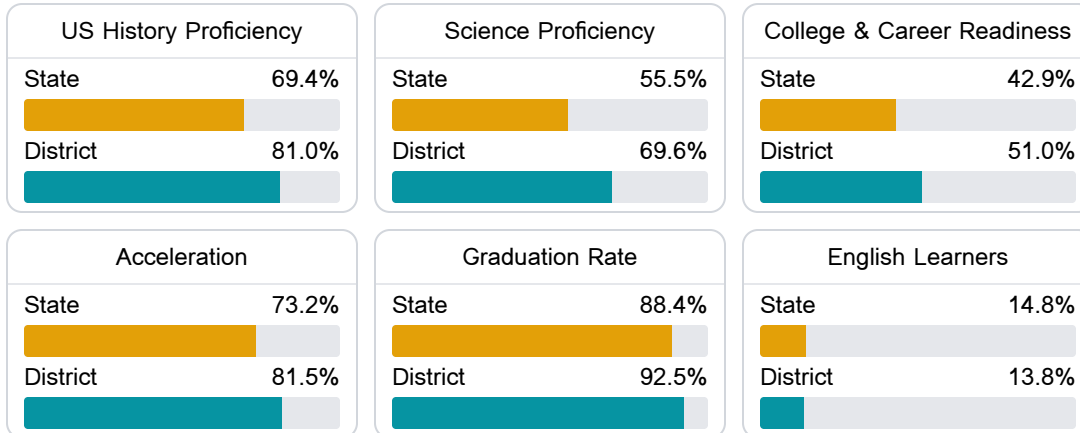 US History Proficiency
State 69.4%
District 81.0%
Science Proficiency
State 55.5%
District 69.6%
College & Career Readiness
State 42.9%
District 51.0%
Acceleration
State 73.2%
District 81.5%
Graduation Rate
State 88.4%
District 92.5%
English Learners
State 14.8%
District 13.8%